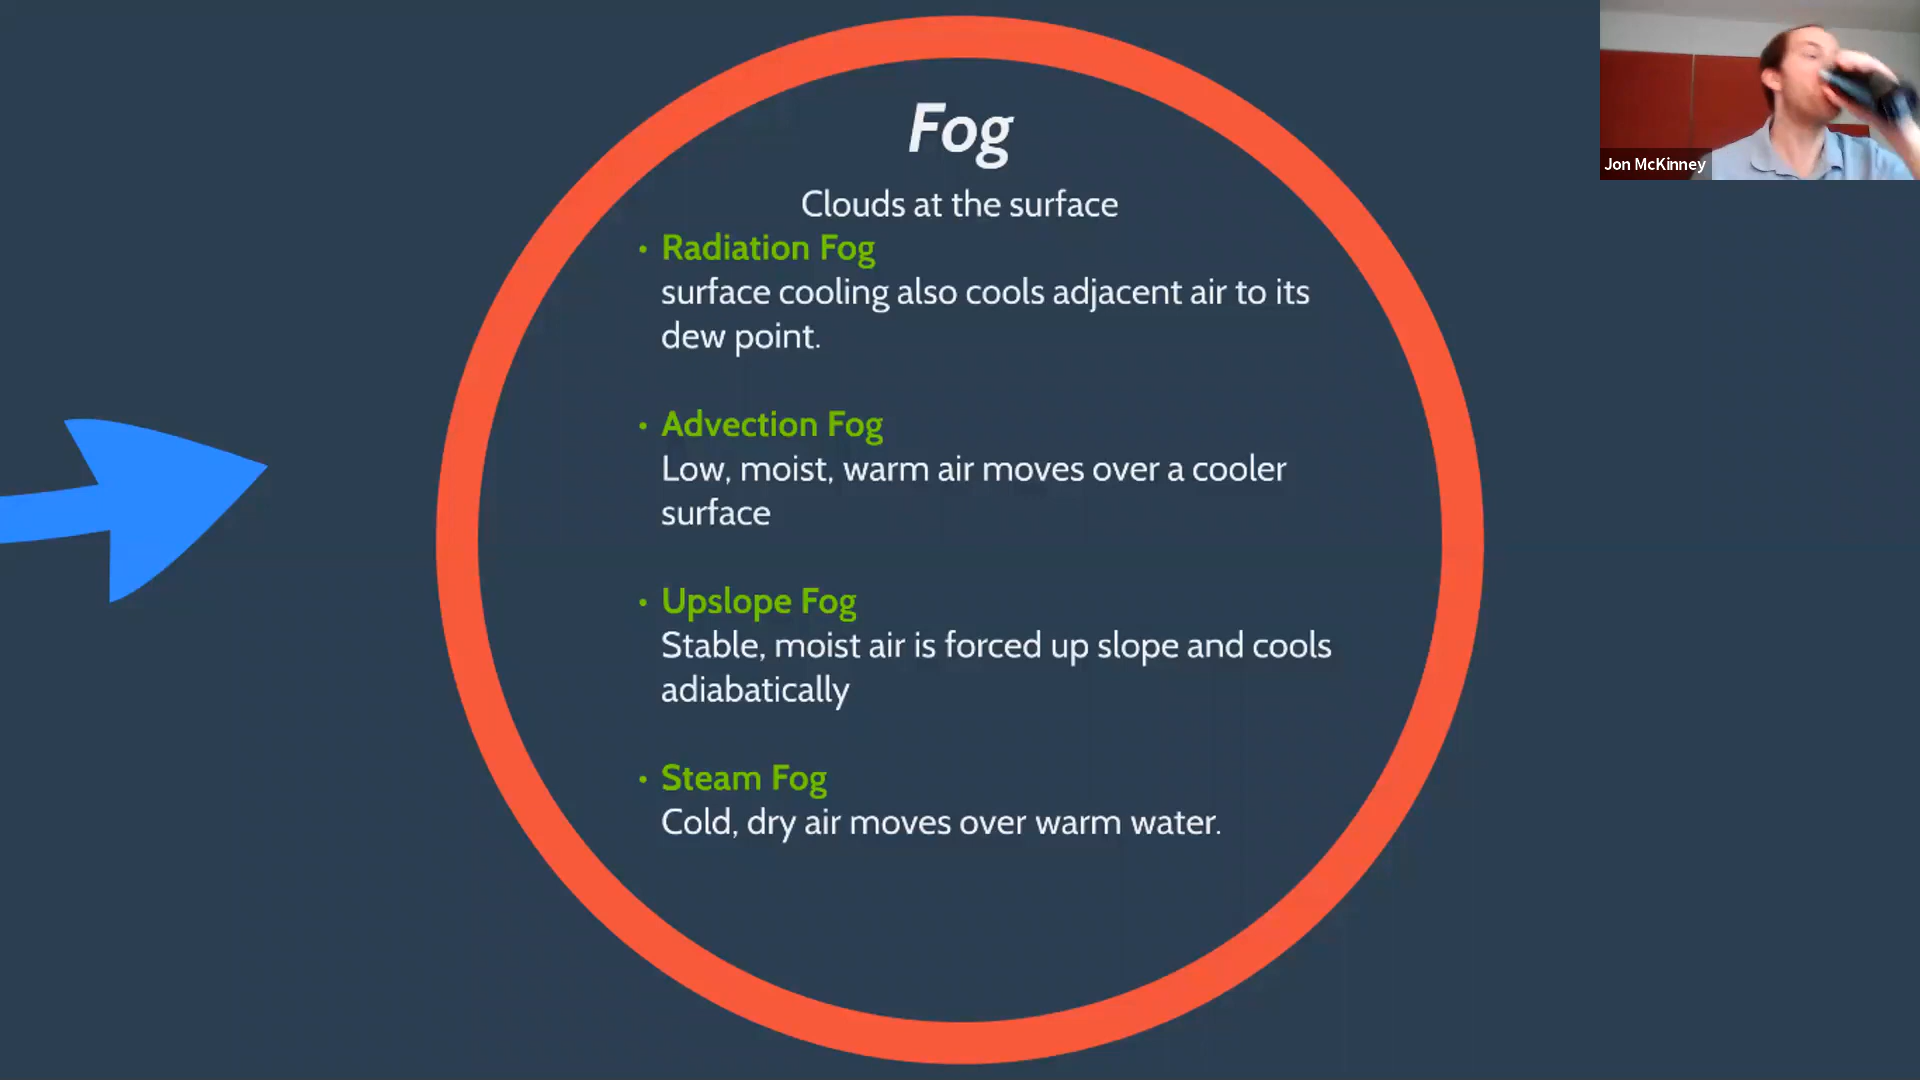 Fog
Clouds at the surface
• Radiation Fog
surface cooling also cools adjacent air to its
dew point.
• Advection Fog
Low, moist, warm air moves over a cooler
surface
• Upslope Fog
Stable, moist air is forced up slope and cools
adiabatically
• Steam Fog
Cold, dry air moves over warm water.
Jon McKinney